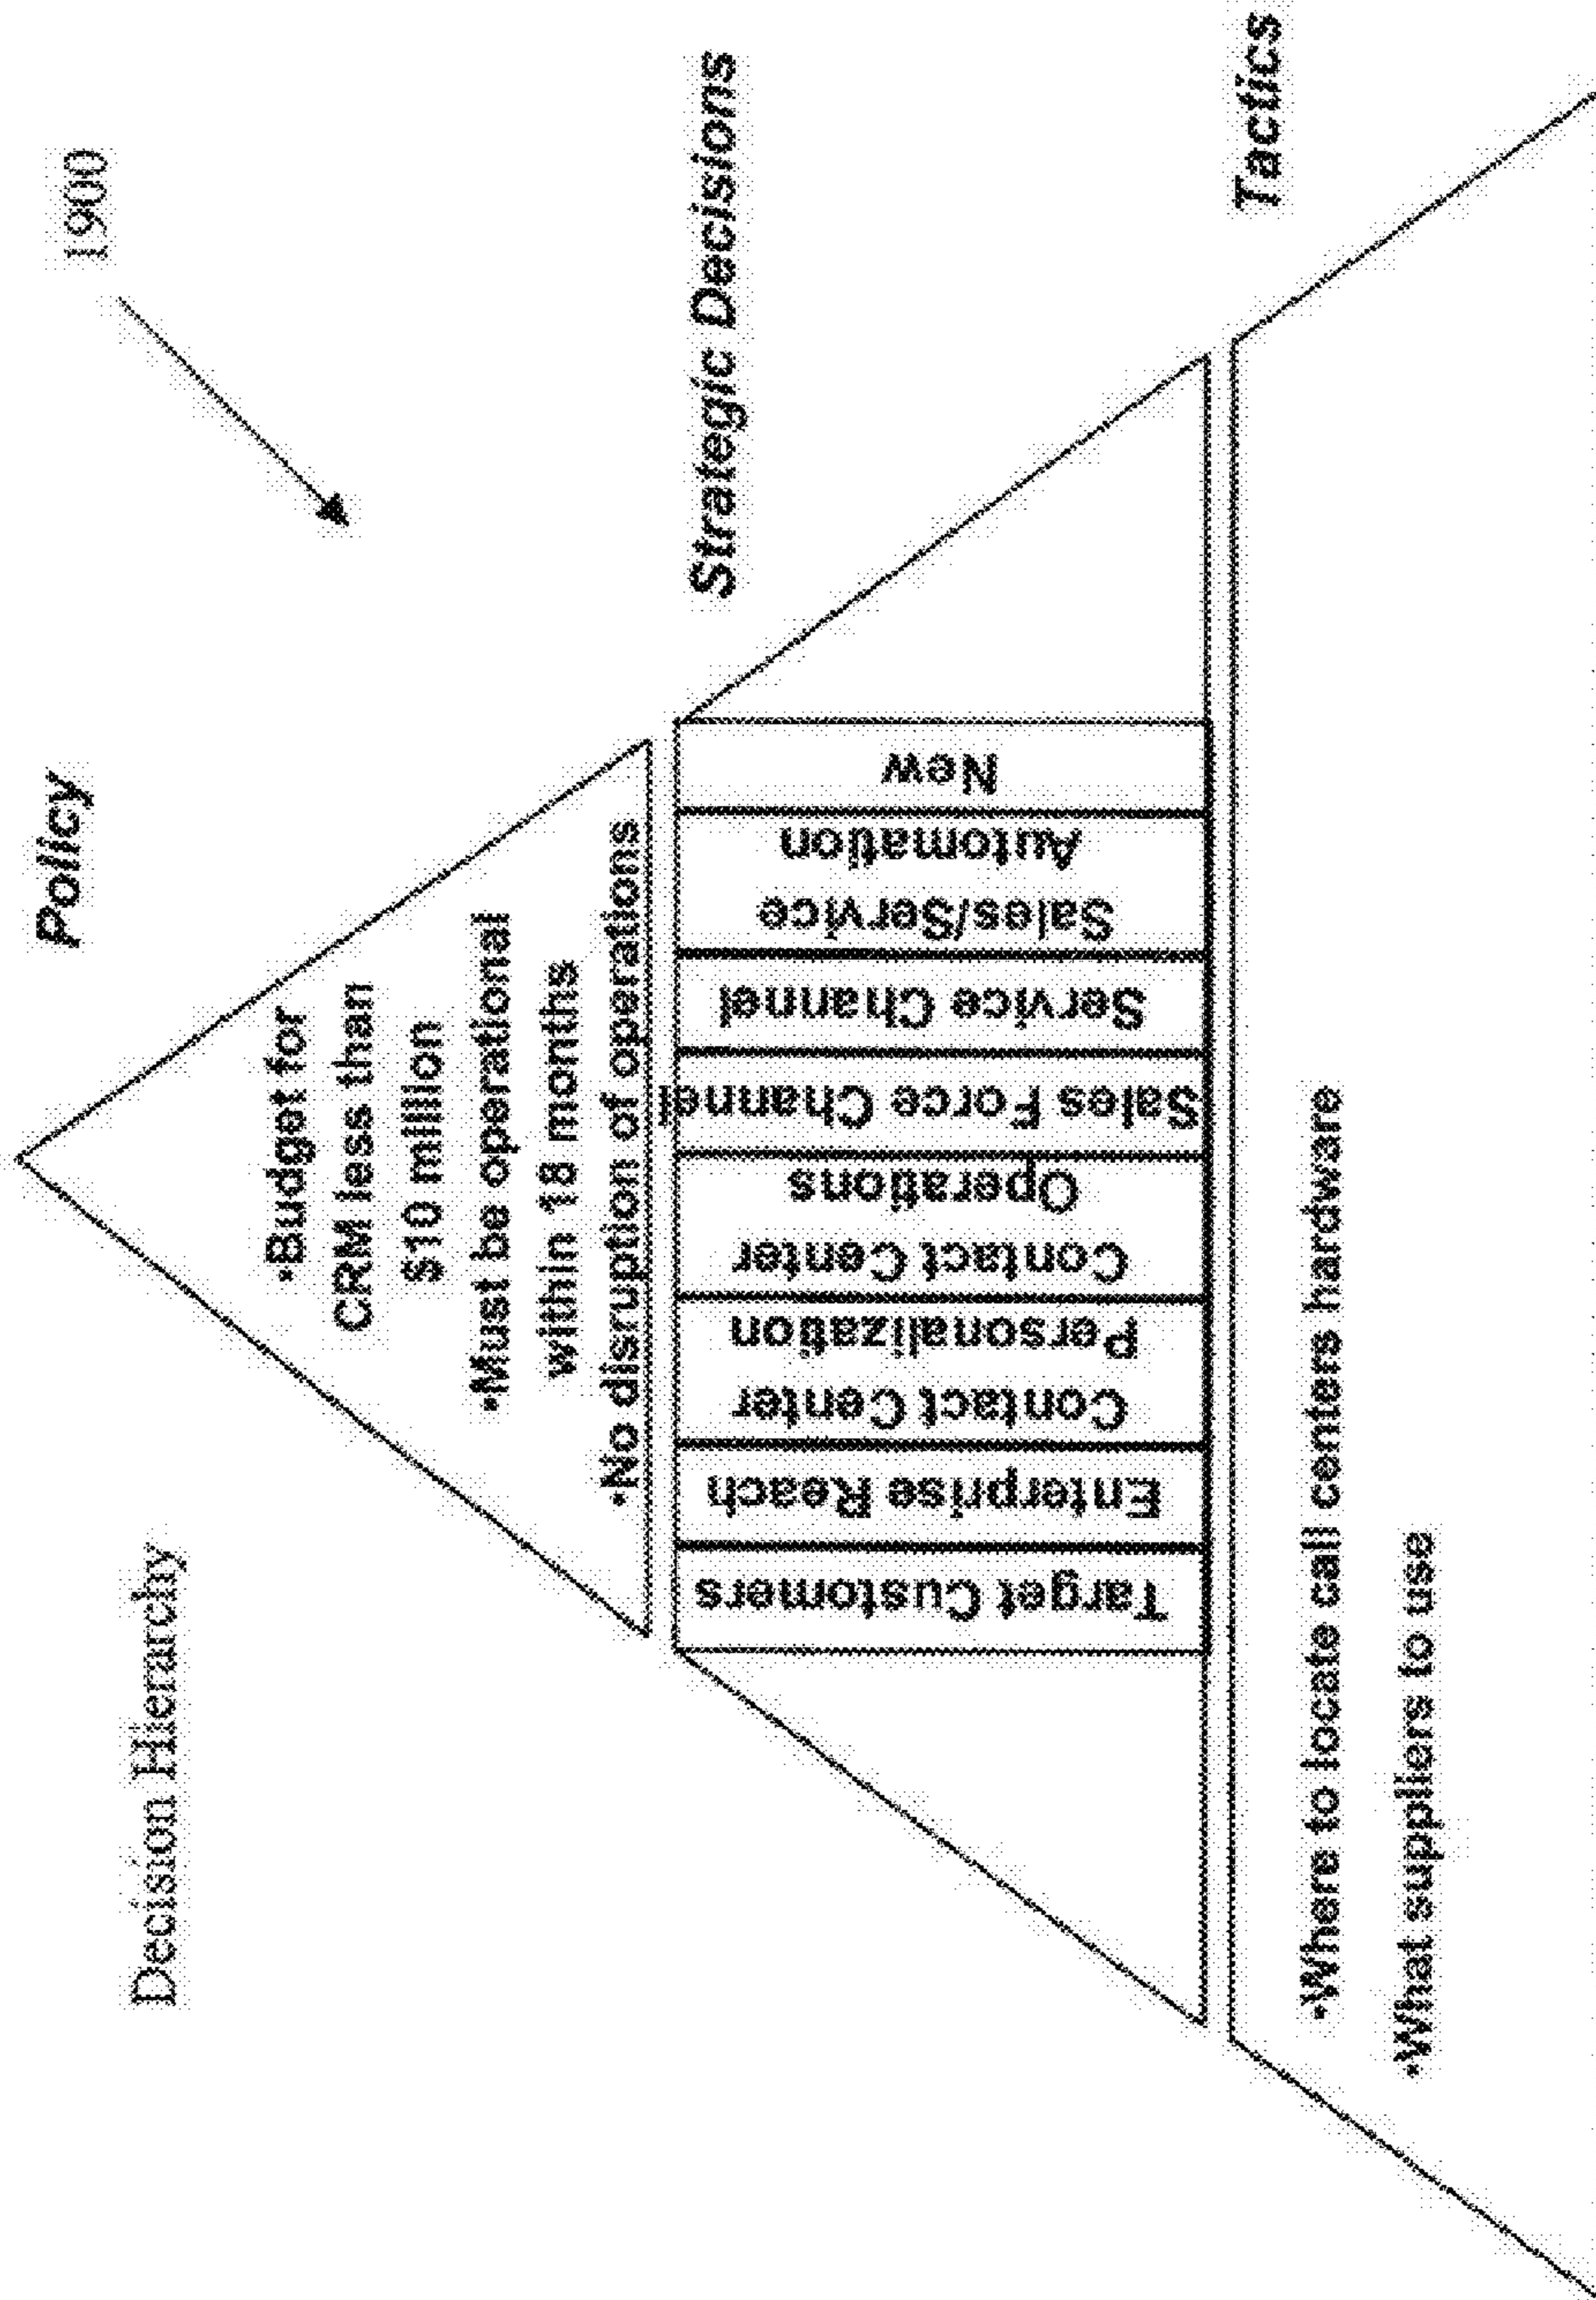 Decision Hierarchy
1900
Policy
•Budget for
CRM less than
$10 million
•Must be operational
within 18 months
•No disruption of operations
Strategic Decisions
Target Customers
Enterprise Reach
Contact Center
Personalization
Contact Center
Operations
Sales Force Channel
Service Channel
Sales/Service
Automation
New
Tactics
•Where to locate call centers hardware
•What suppliers to use